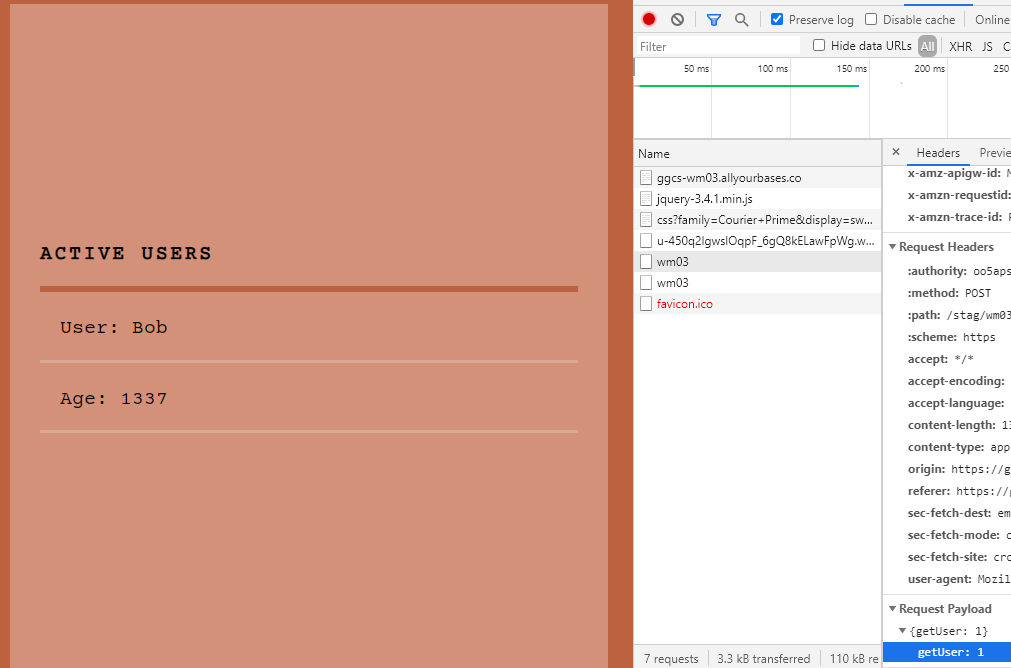 ACTIVE USERS
User: Bob
Age: 1337
Preserve log
Disable cache
Online
Filter
Hide data URLs
All
XHR
JS
50 ms
100 ms
150 ms
200 ms
250
Name
ggcs-wm03.allyourbases.co
jquery-3.4.1.min.js
css?family=Courier+Prime&display=sw...
u-450q2lgwslOqpF_6gQ8kELawFpWg.w...
wm03
wm03
favicon.ico
7 requests
3.3 kB transferred
110 kB re
Headers
x-amz-apigw-id:
x-amzn-requestid:
x-amzn-trace-id:
Request Headers
:authority: oo5aps
:method: POST
:path: /stag/wm03
:scheme: https
accept: */*
accept-encoding:
accept-language:
content-length: 13
content-type: app
origin: https://g
referer: https://g
sec-fetch-dest: em
sec-fetch-mode: c
sec-fetch-site: cro
user-agent: Mozil
Request Payload
{getUser: 1}
getUser: 1